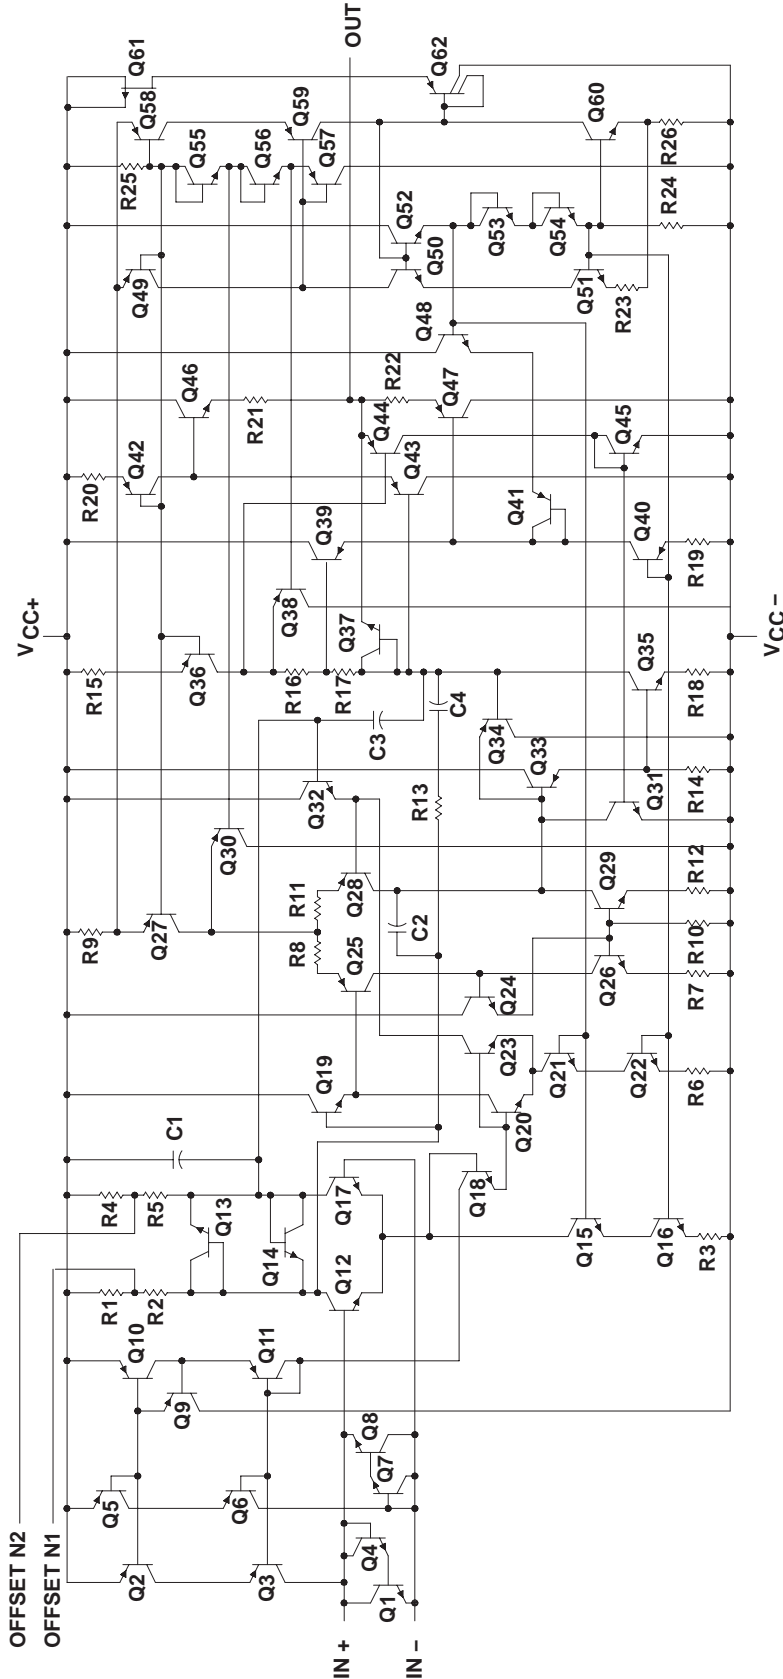 V CC+
OFFSET N2
OFFSET N1
R1
R4
C1
R9
R15
R20
R25
Q61
Q2
Q5
Q10
R2
R5
Q27
Q36
Q42
Q49
Q58
Q55
Q9
Q46
Q56
Q3
Q6
Q11
Q13
Q30
R21
Q59
Q14
Q38
Q57
OUT
IN +
Q12
Q17
Q19
R8
R11
Q32
R16
Q39
Q1
Q4
Q7
Q8
Q25
Q28
C3
R17
Q37
Q43
Q44
R22
Q52
Q62
IN −
C2
R13
C4
Q47
Q48
Q50
Q18
Q20
Q23
Q24
Q34
Q33
Q41
Q53
Q54
Q15
Q21
Q26
Q29
Q31
Q35
Q40
Q45
Q51
Q60
Q16
Q22
R23
R3
R6
R7
R10
R12
R14
R18
R19
R24
R26
V CC −